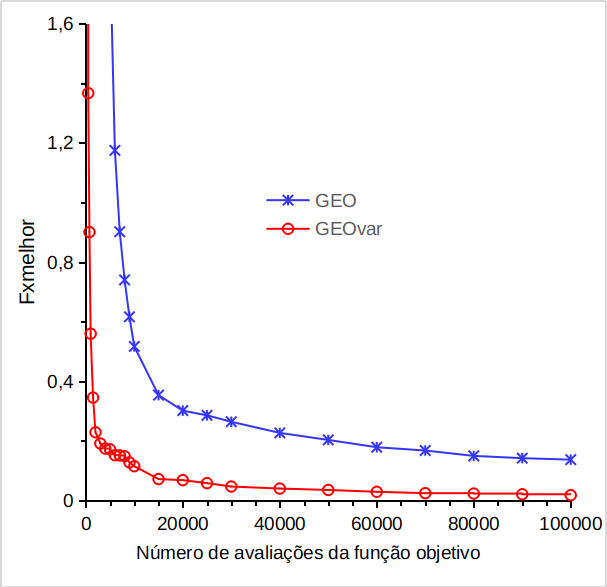 1,6
1,2
0,8
0,4
0
Fxmelhor
GEO
GEOvar
0 20000 40000 60000 80000 100000
Número de avaliações da função objetivo